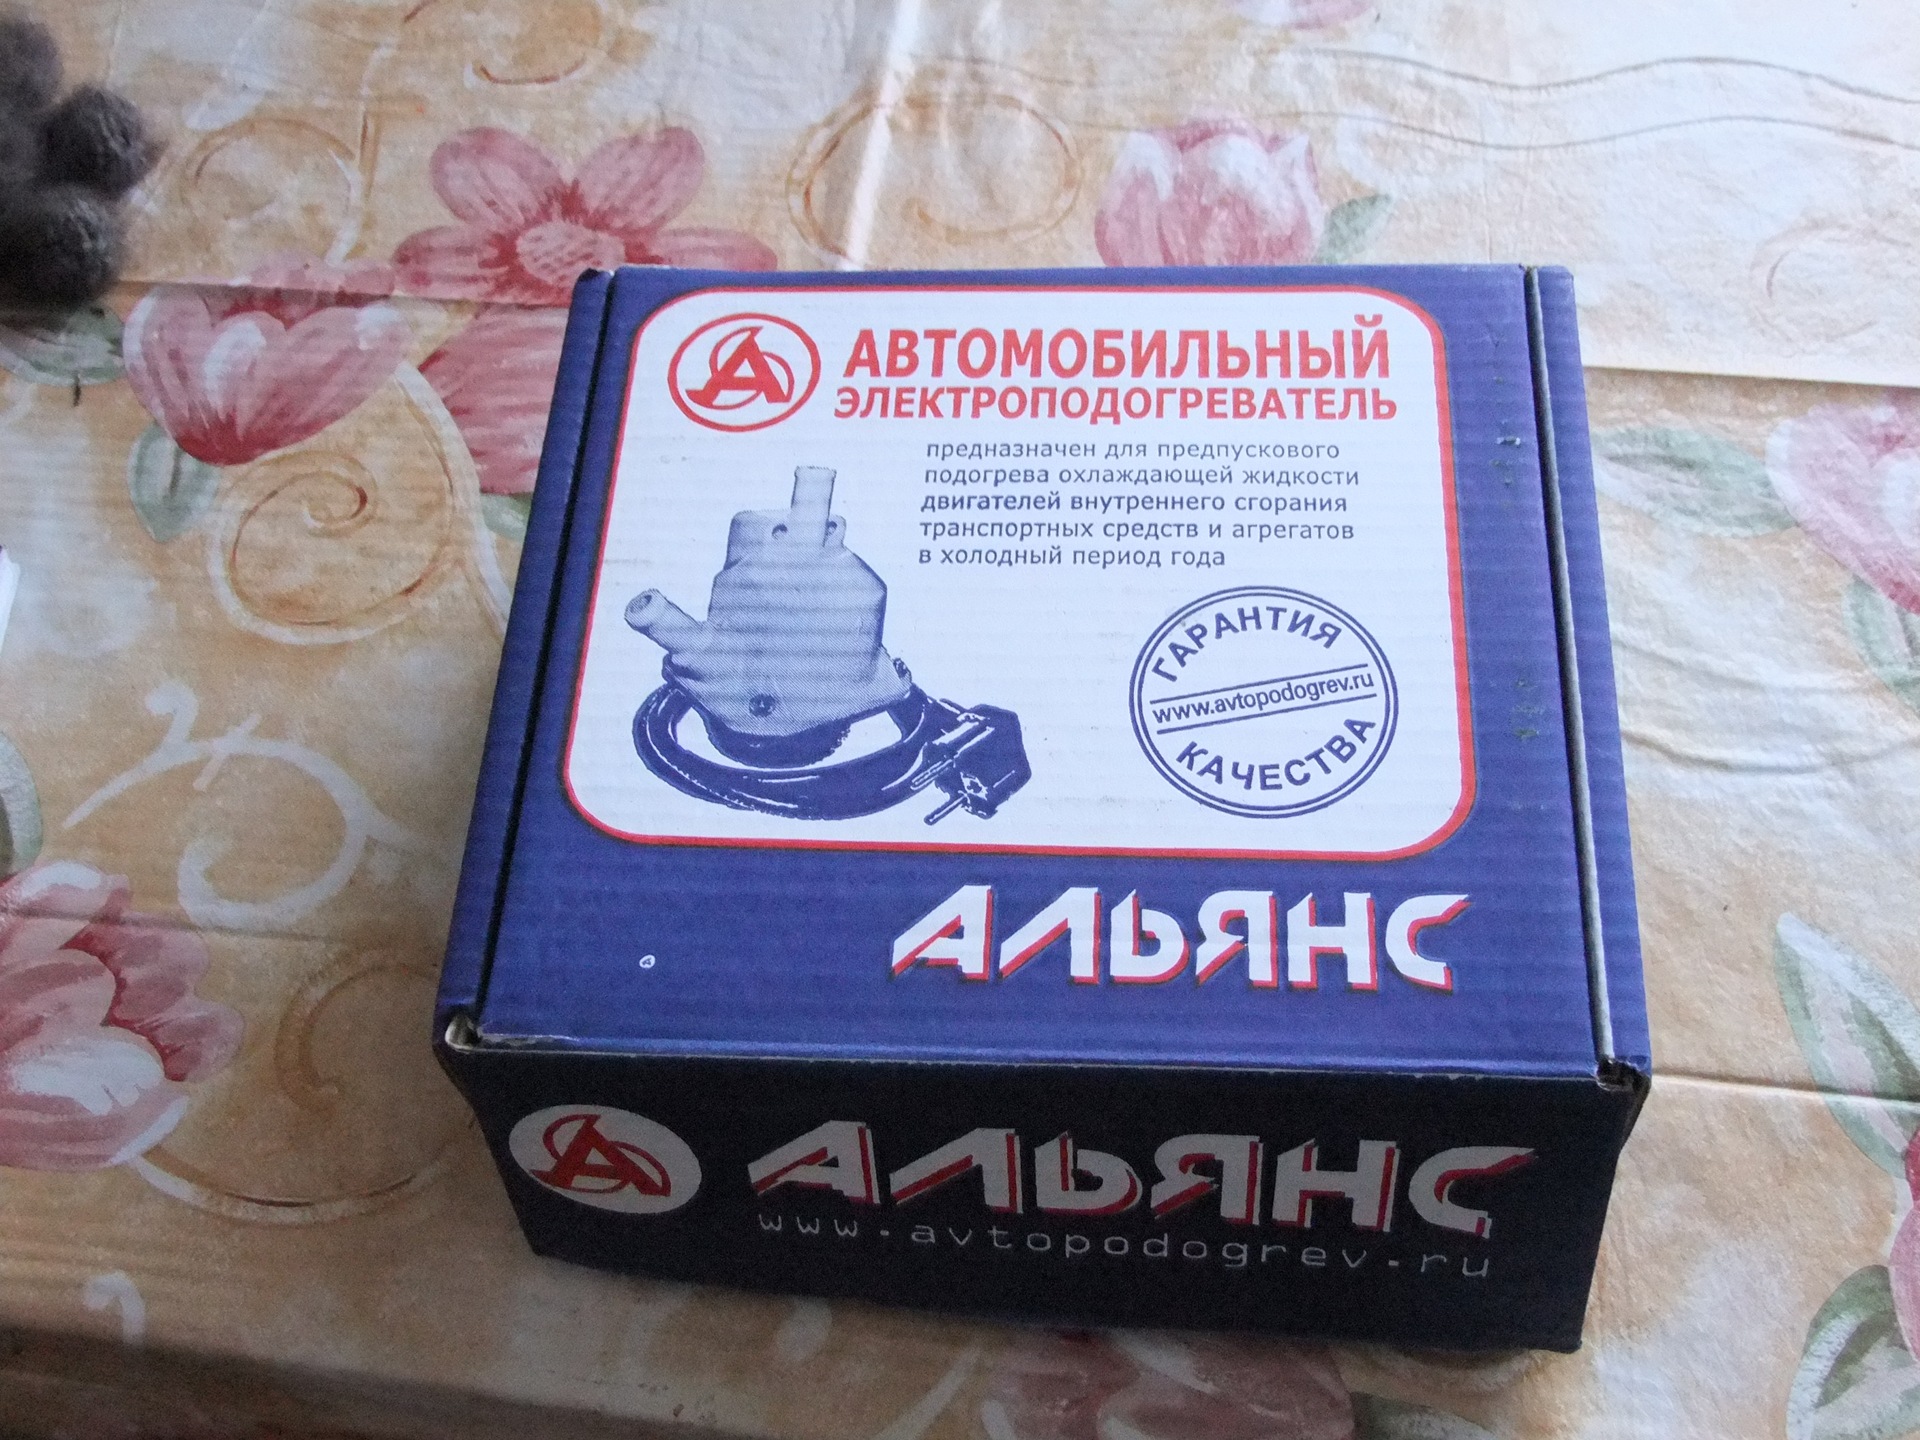 АВТОМОБИЛЬНЫЙ
ЭЛЕКТРОПОДОГРЕВАТЕЛЬ
предназначен для предпускового
подогрева охлаждающей жидкости
двигателей внутреннего сгорания
транспортных средств и агрегатов
в холодный период года
ГАРАНТИЯ
www.avtopodogrev.ru
КАЧЕСТВА
АЛЬЯНС
АЛЬЯНС
www.avtopodogrev.ru